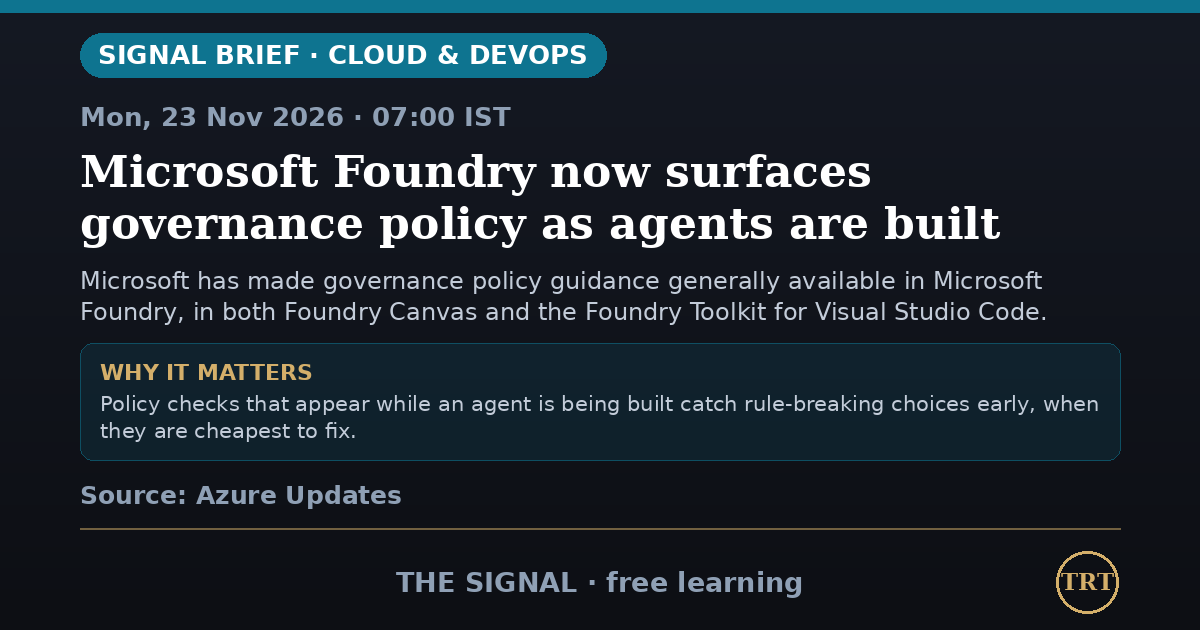 SIGNAL BRIEF · CLOUD & DEVOPS
Mon, 23 Nov 2026 · 07:00 IST
Microsoft Foundry now surfaces
governance policy as agents are built
Microsoft has made governance policy guidance generally available in Microsoft
Foundry, in both Foundry Canvas and the Foundry Toolkit for Visual Studio Code.
WHY IT MATTERS
Policy checks that appear while an agent is being built catch rule-breaking choices early, when
they are cheapest to fix.
Source: Azure Updates
THE SIGNAL · free learning
TRT